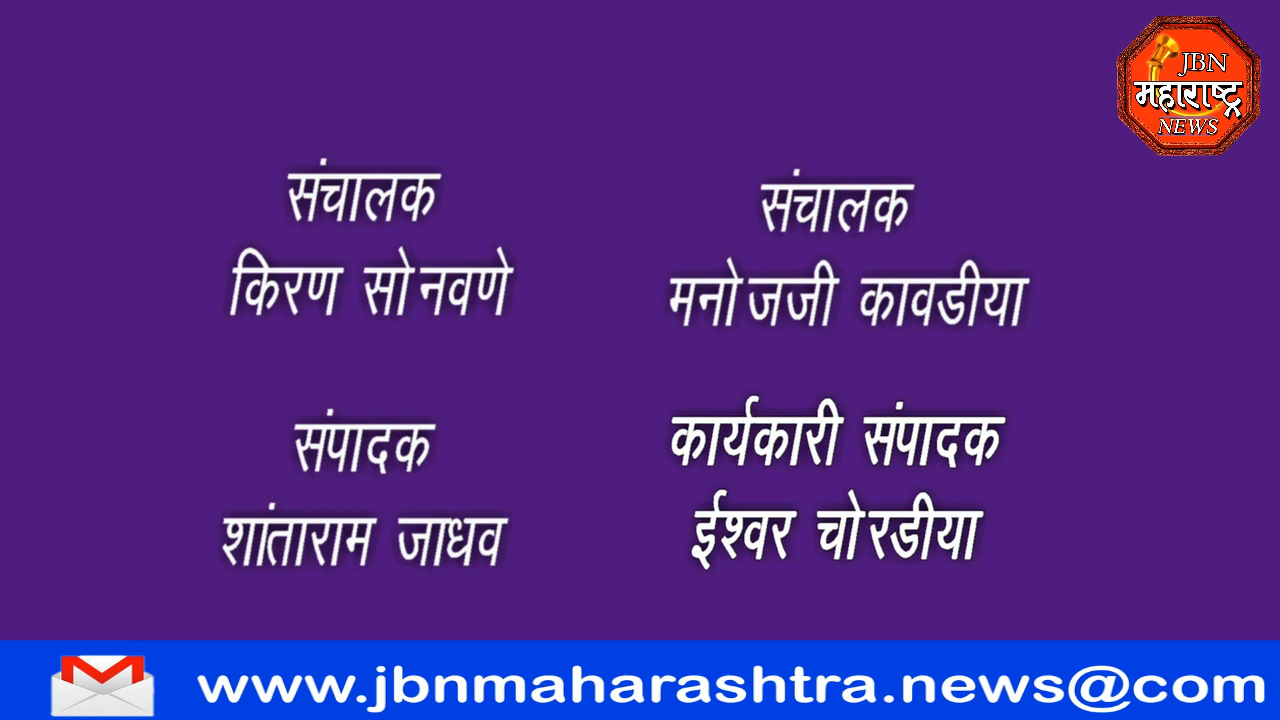 JBN
महाराष्ट्र
NEWS
संचालक
किरण सोनवणे
संचालक
मनोजजी कावडीया
संपादक
शांताराम जाधव
कार्यकारी संपादक
ईश्वर चोरडीया
www.jbnmaharashtra.news@com